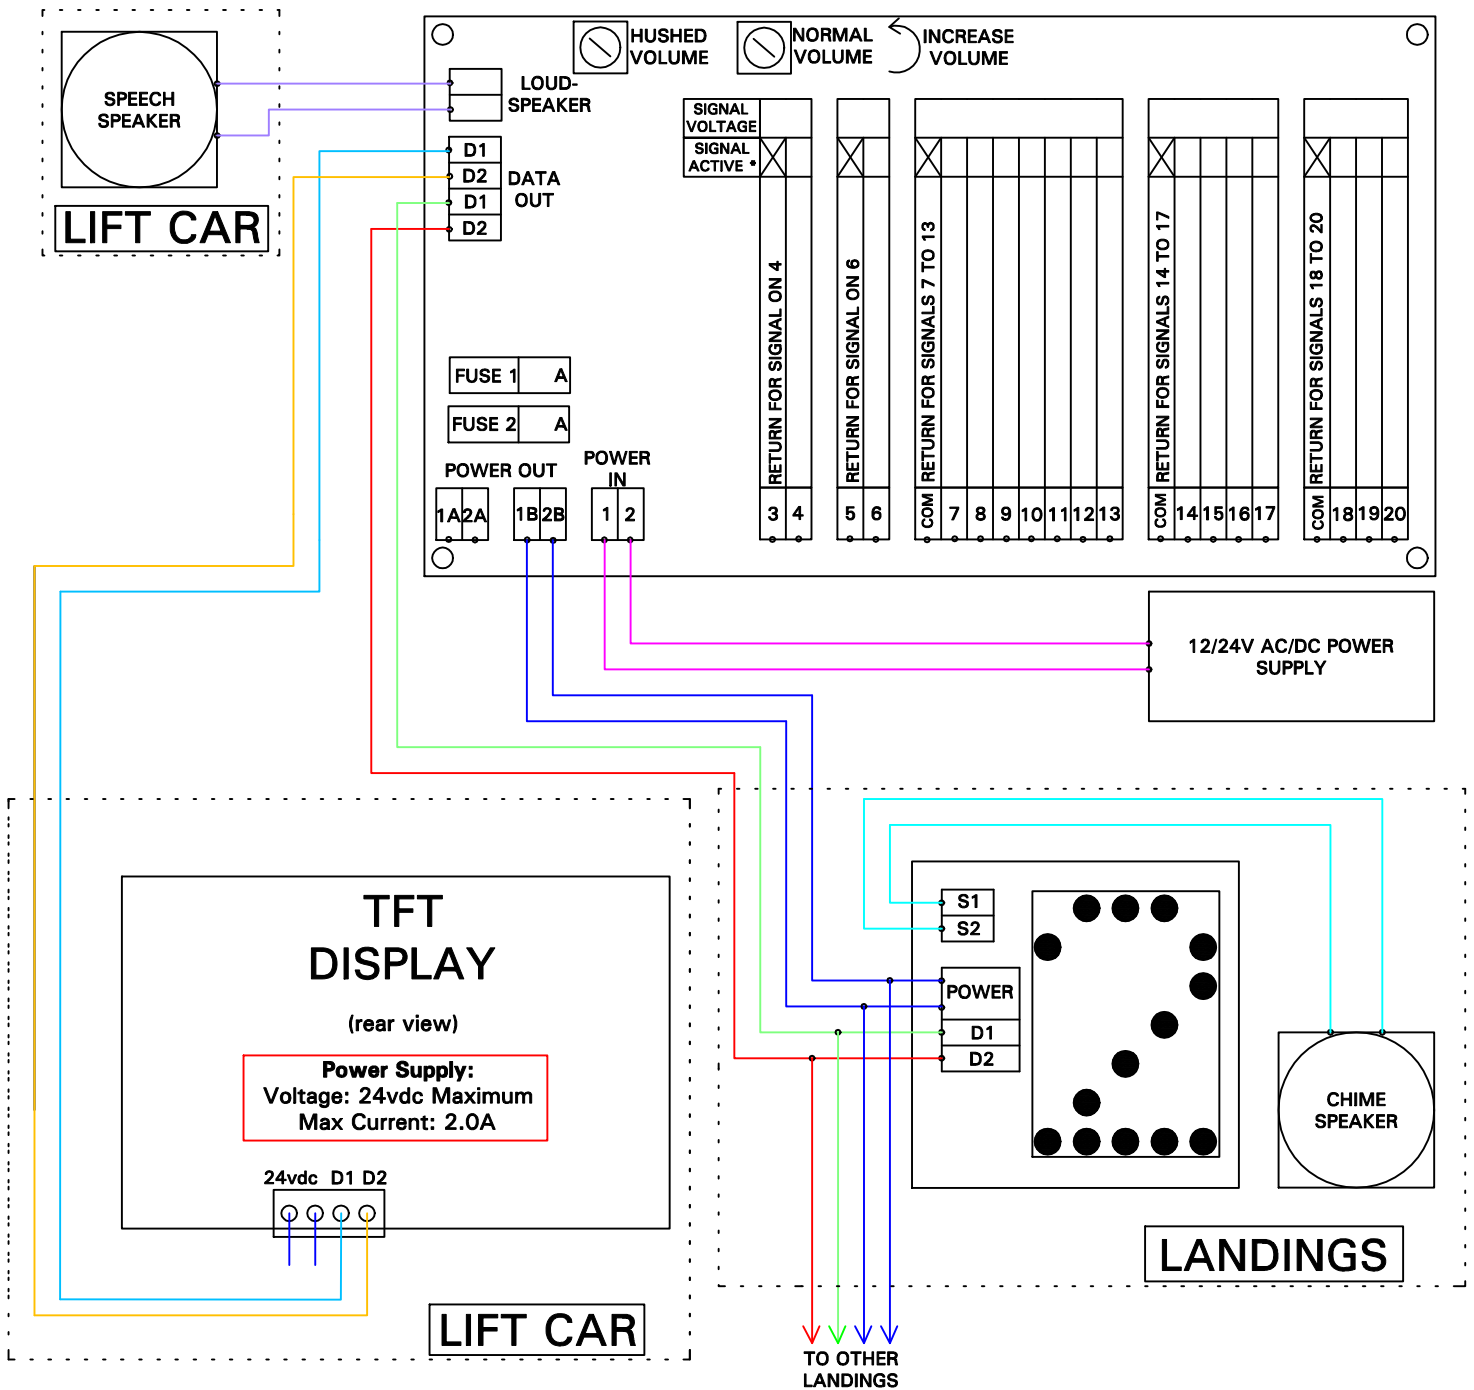 HUSHED
VOLUME
NORMAL
VOLUME
INCREASE
VOLUME
SPEECH
SPEAKER
LIFT CAR
LOUD-
SPEAKER
D1
D2
D1
D2
DATA
OUT
SIGNAL
VOLTAGE
SIGNAL
ACTIVE *
RETURN FOR SIGNAL ON 4
RETURN FOR SIGNAL ON 6
RETURN FOR SIGNALS 7 TO 13
RETURN FOR SIGNALS 14 TO 17
RETURN FOR SIGNALS 18 TO 20
FUSE 1 A
FUSE 2 A
POWER OUT
POWER
IN
1A 2A 1B 2B 1 2
3 4 5 6 COM 7 8 9 10 11 12 13 COM 14 15 16 17 COM 18 19 20
12/24V AC/DC POWER
SUPPLY
TFT
DISPLAY
(rear view)
Power Supply:
Voltage: 24vdc Maximum
Max Current: 2.0A
24vdc D1 D2
LIFT CAR
S1
S2
POWER
D1
D2
CHIME
SPEAKER
LANDINGS
TO OTHER
LANDINGS